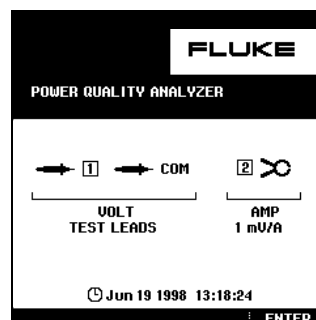 FLUKE
POWER QUALITY ANALYZER
1 COM 2
VOLT AMP
TEST LEADS 1 mV/A
Jun 19 1998 13:18:24
ENTER